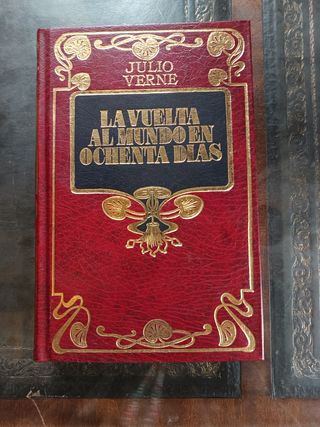 JULIO
VERNE
LA VUELTA
AL MUNDO EN
OCHENTA DIAS